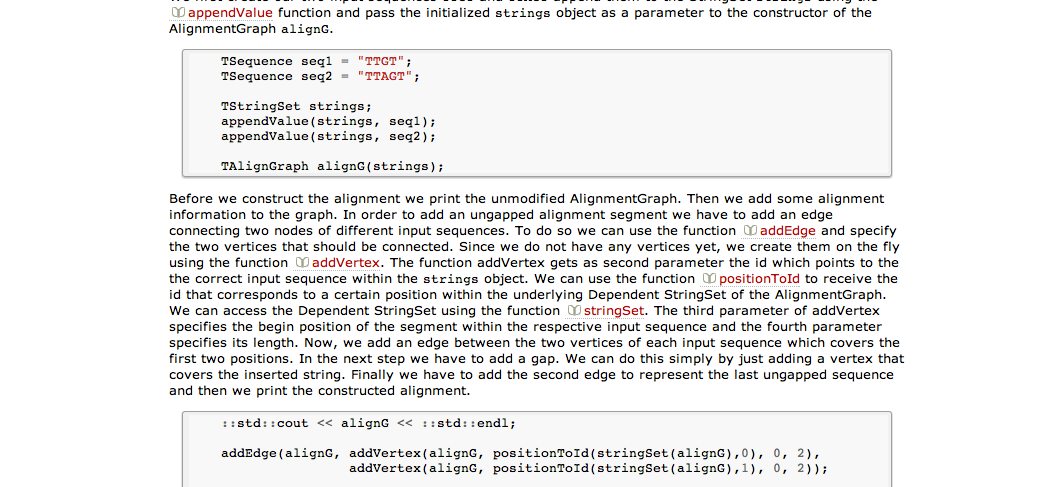 appendValue function and pass the initialized strings object as a parameter to the constructor of the
AlignmentGraph alignG.
TSequence seq1 = "TTGT";
TSequence seq2 = "TTAGT";
TStringSet strings;
appendValue(strings, seq1);
appendValue(strings, seq2);
TAlignGraph alignG(strings);
Before we construct the alignment we print the unmodified AlignmentGraph. Then we add some alignment
information to the graph. In order to add an ungapped alignment segment we have to add an edge
connecting two nodes of different input sequences. To do so we can use the function addEdge and specify
the two vertices that should be connected. Since we do not have any vertices yet, we create them on the fly
using the function addVertex. The function addVertex gets as second parameter the id which points to the
the correct input sequence within the strings object. We can use the function positionToId to receive the
id that corresponds to a certain position within the underlying Dependent StringSet of the AlignmentGraph.
We can access the Dependent StringSet using the function stringSet. The third parameter of addVertex
specifies the begin position of the segment within the respective input sequence and the fourth parameter
specifies its length. Now, we add an edge between the two vertices of each input sequence which covers the
first two positions. In the next step we have to add a gap. We can do this simply by just adding a vertex that
covers the inserted string. Finally we have to add the second edge to represent the last ungapped sequence
and then we print the constructed alignment.
::std::cout << alignG << ::std::endl;
addEdge(alignG, addVertex(alignG, positionToId(stringSet(alignG),0), 0, 2),
addVertex(alignG, positionToId(stringSet(alignG),1), 0, 2));